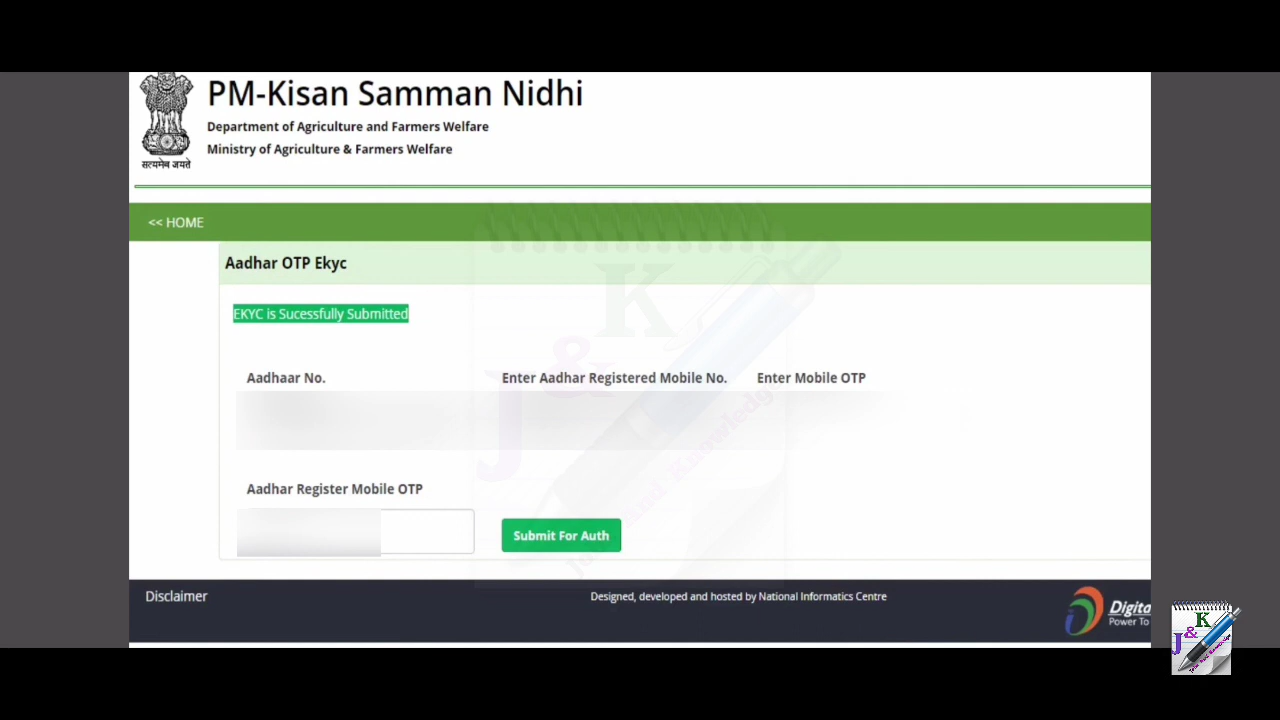 PM-Kisan Samman Nidhi
Department of Agriculture and Farmers Welfare
Ministry of Agriculture & Farmers Welfare
सत्यमेव जयते
<< HOME
Aadhar OTP Ekyc
EKYC is Sucessfully Submitted
Aadhaar No.
Enter Aadhar Registered Mobile No.
Enter Mobile OTP
Aadhar Register Mobile OTP
Submit For Auth
Disclaimer
Designed, developed and hosted by National Informatics Centre
Digita
Power To
J&K